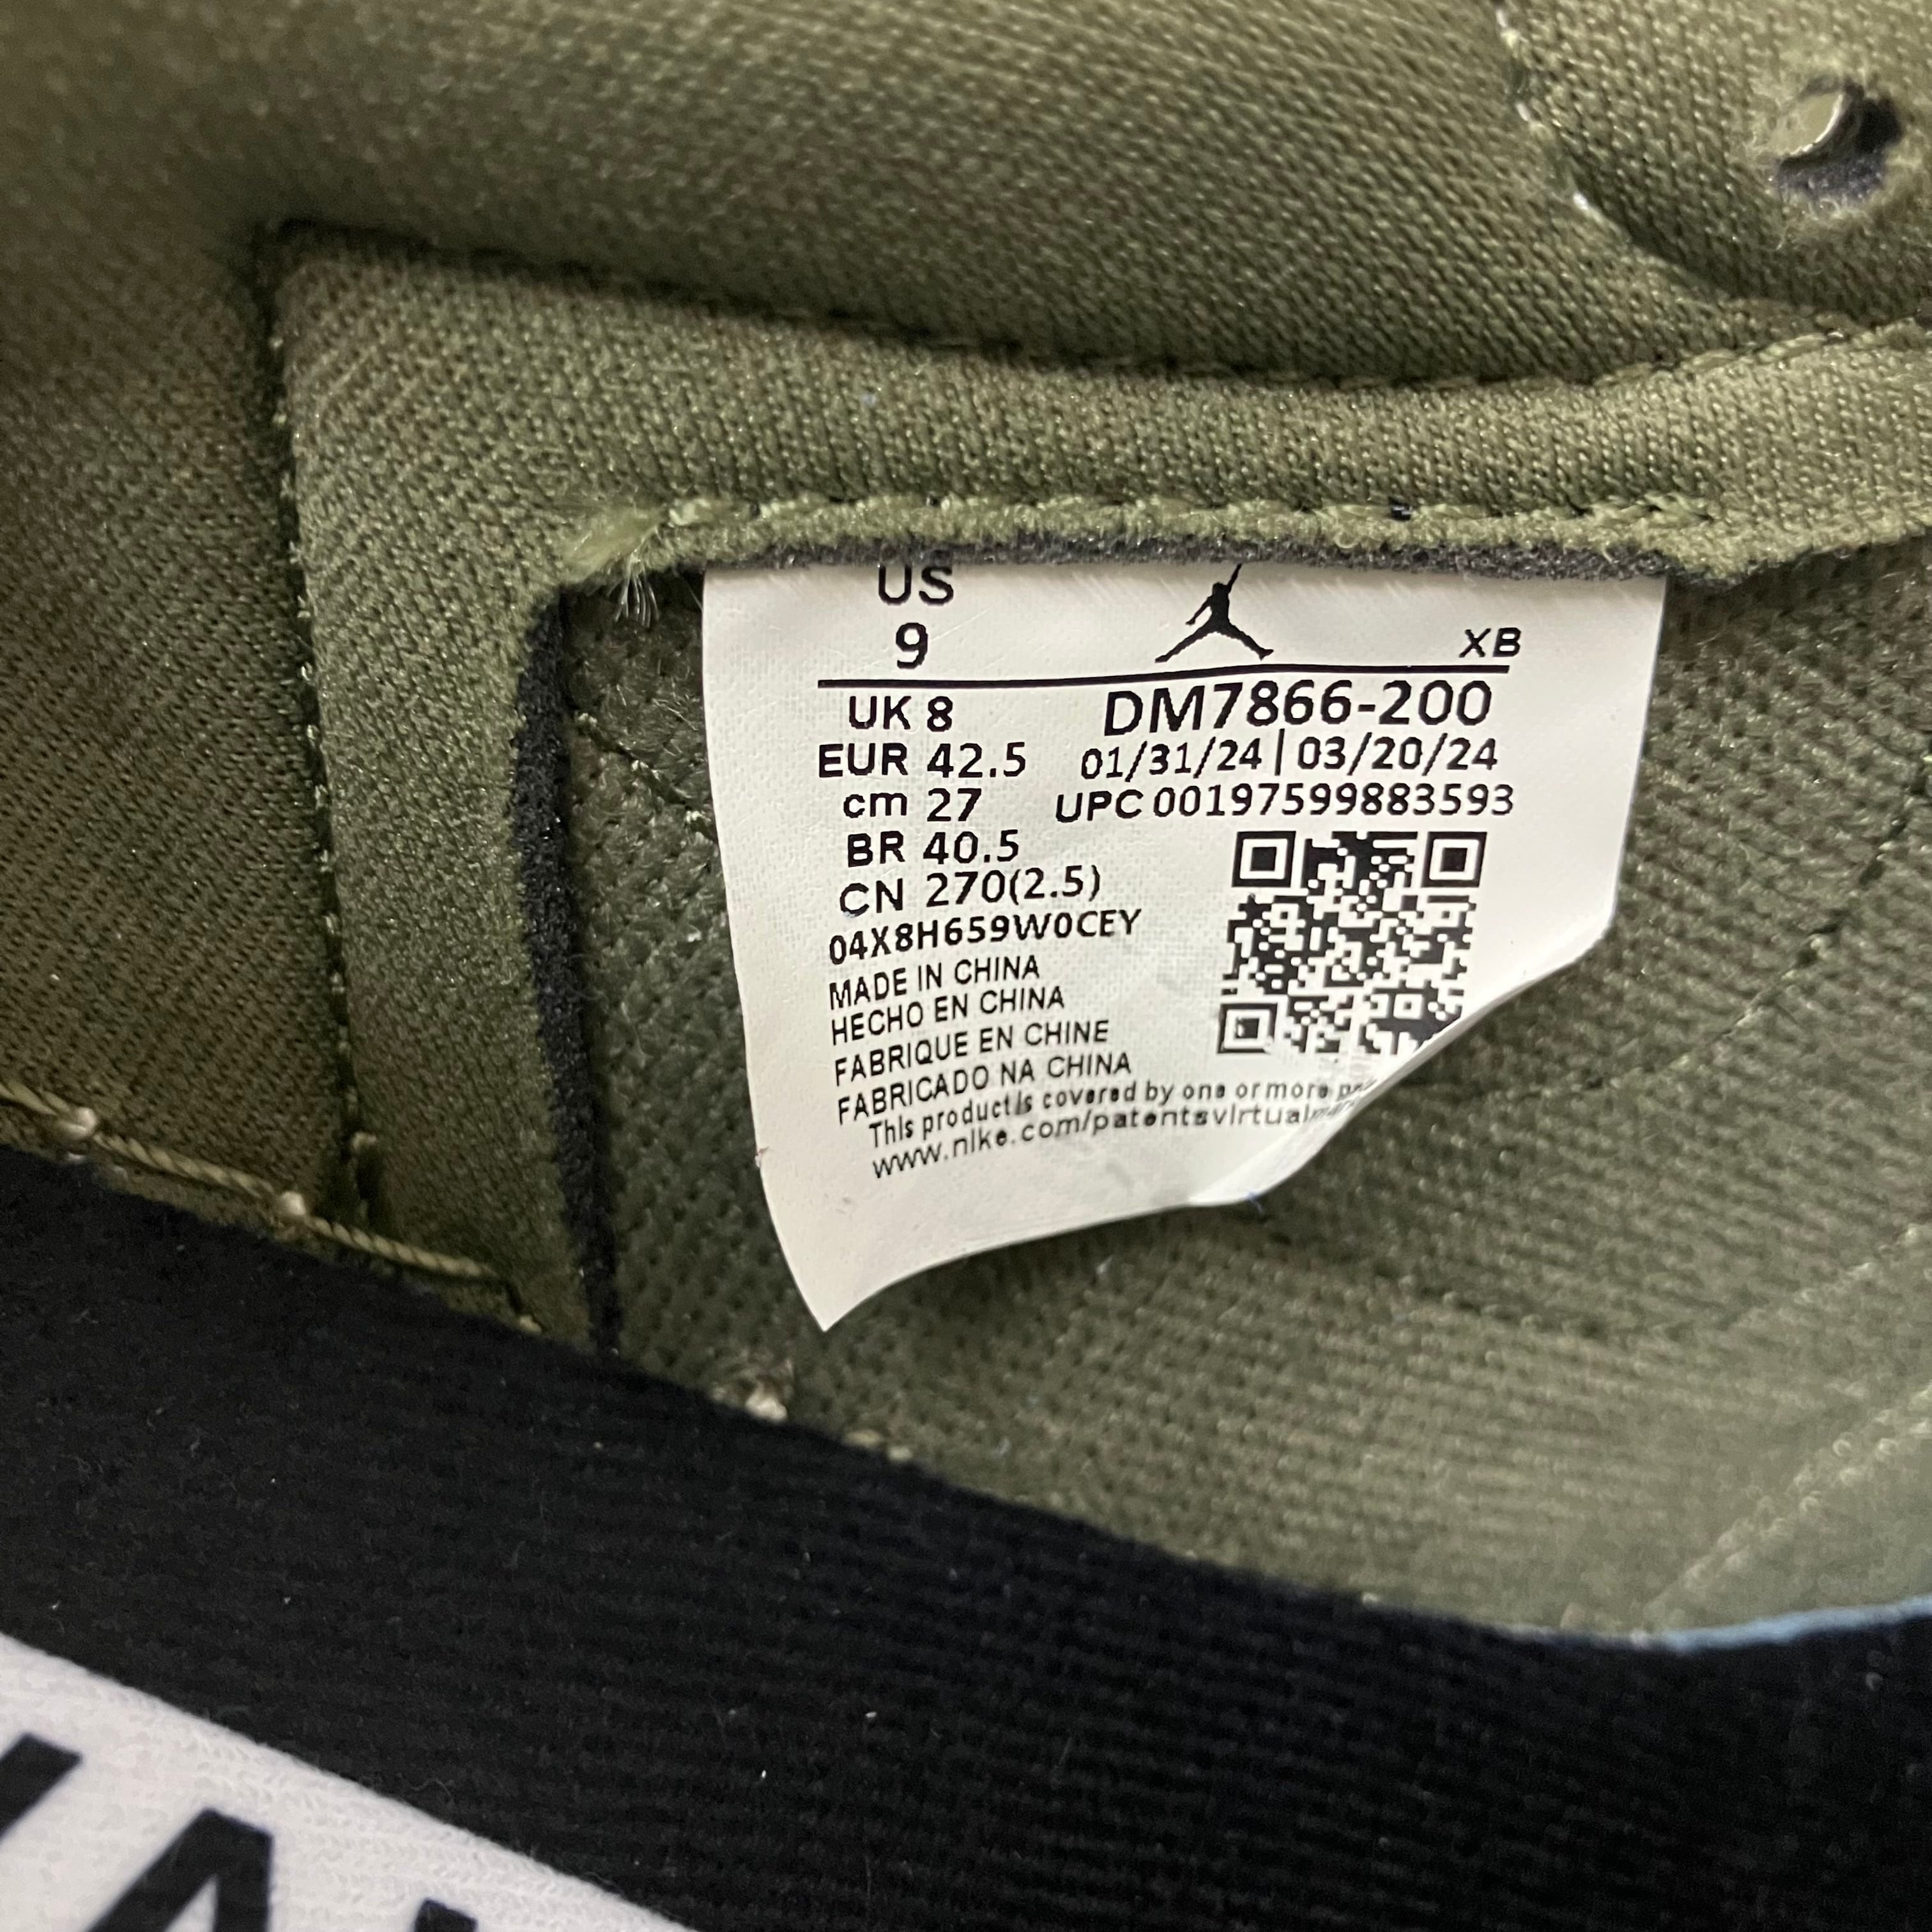 US
9
XB
UK 8
DM7866-200
EUR 42.5
01/31/24 | 03/20/24
cm 27
UPC 00197599883593
BR 40.5
CN 270(2.5)
04X8H659W0CEY
MADE IN CHINA
HECHO EN CHINA
FABRIQUE EN CHINE
FABRICADO NA CHINA
This product is covered by one or more
www.nike.com/patentsvirtual